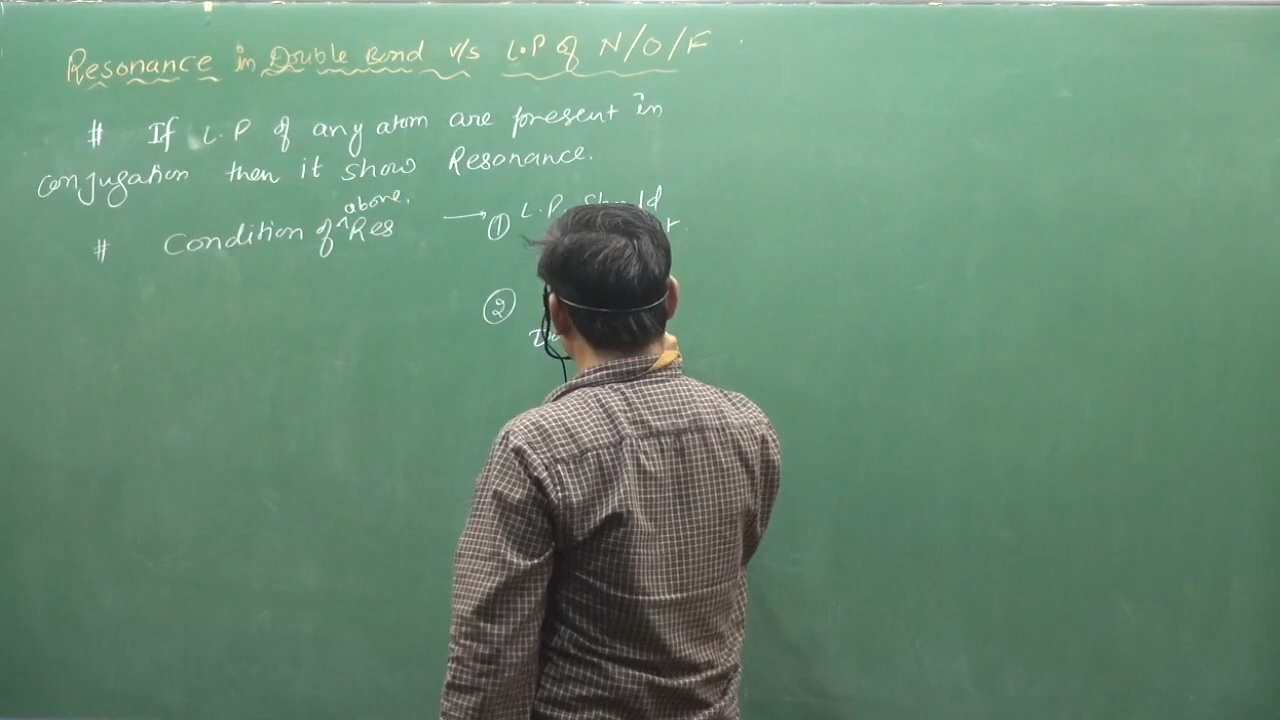 Resonance in Double Bond v/s L.P of N/O/F
# If L.P of any atom are present in
conjugation then it show Resonance.
above.
# Condition of ^ Res → ① L.P. Should
②